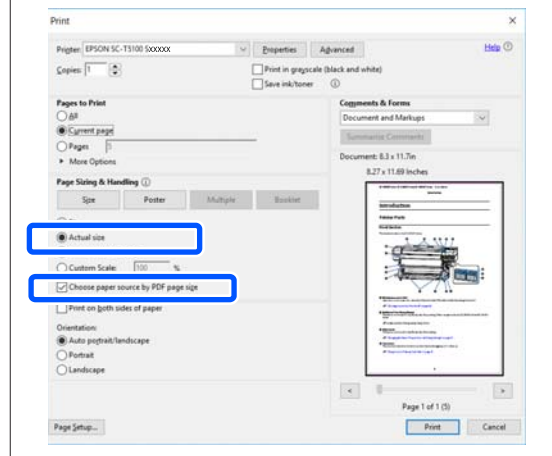 Print
Printer: EPSON SC-T5100 Sxxxxx
Properties
Advanced
Help
Copies: 1
Print in grayscale (black and white)
Save ink/toner
Pages to Print
All
Current page
Pages 5
More Options
Comments & Forms
Document and Markups
Summarize Comments
Page Sizing & Handling
Size
Poster
Multiple
Booklet
Actual size
Custom Scale: 100 %
Choose paper source by PDF page size
Print on both sides of paper
Orientation:
Auto portrait/landscape
Portrait
Landscape
Document: 8.3 x 11.7in
8.27 x 11.69 Inches
Introduction
Printer Parts
<
>
Page 1 of 1 (5)
Page Setup...
Print
Cancel